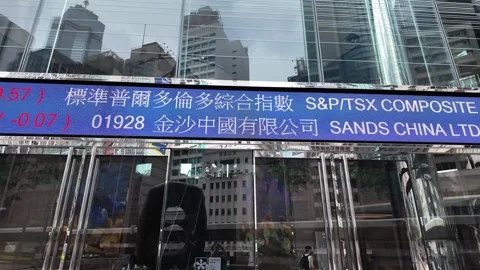 0.57 ) 標準普爾多倫多綜合指數 S&P/TSX COMPOSITE
-0.07 ) 01928 金沙中國有限公司 SANDS CHINA LTD